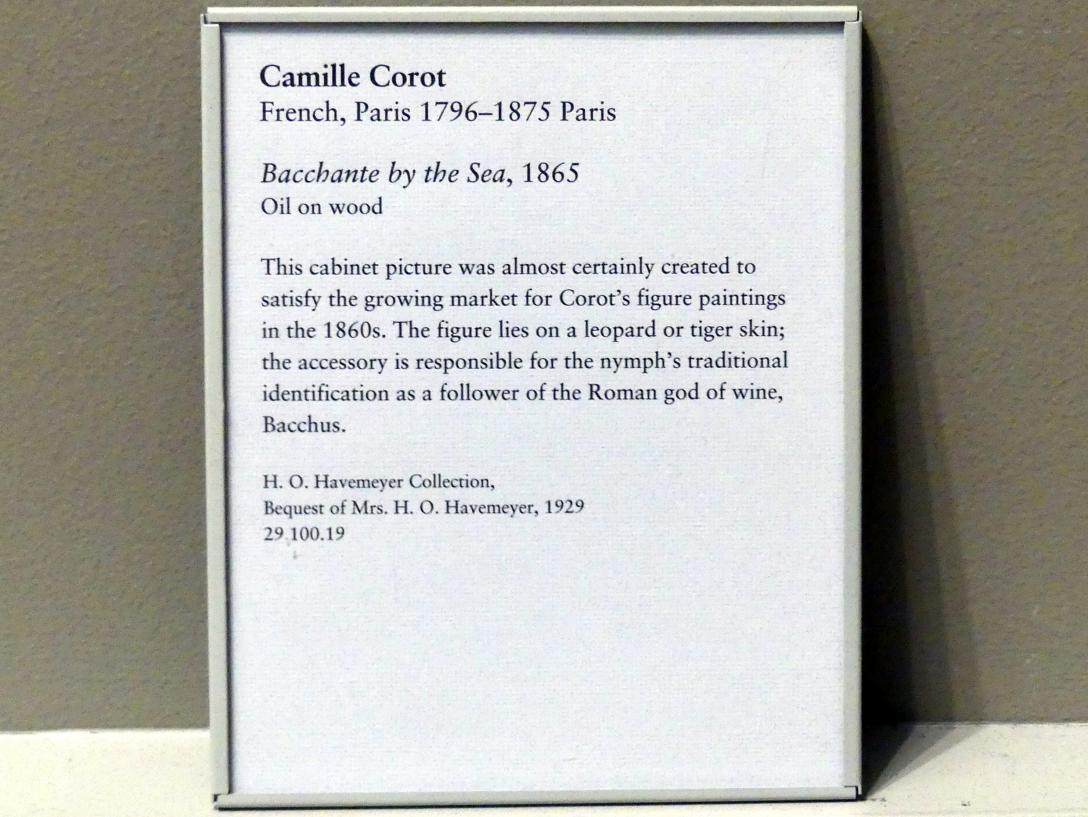 Camille Corot
French, Paris 1796–1875 Paris
Bacchante by the Sea, 1865
Oil on wood
This cabinet picture was almost certainly created to
satisfy the growing market for Corot’s figure paintings
in the 1860s. The figure lies on a leopard or tiger skin;
the accessory is responsible for the nymph’s traditional
identification as a follower of the Roman god of wine,
Bacchus.
H. O. Havemeyer Collection,
Bequest of Mrs. H. O. Havemeyer, 1929
29.100.19